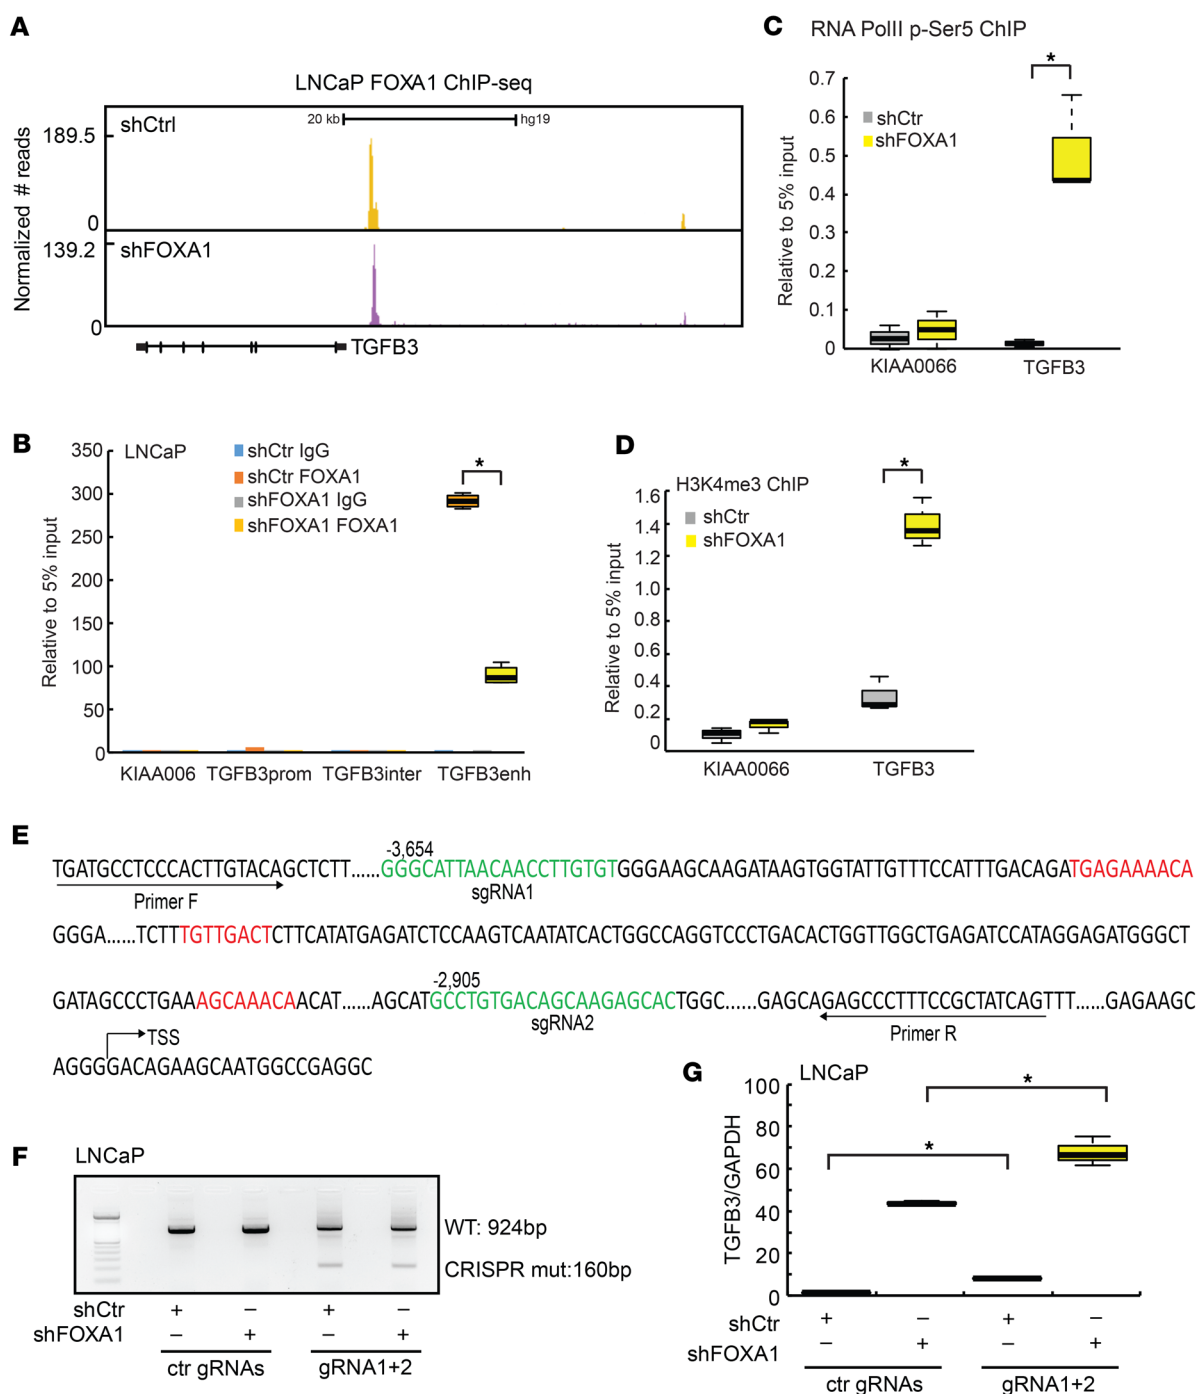 A
LNCaP FOXA1 ChIP-seq
Normalized # reads
shCtrl
20 kb
hg19
189.5
0
shFOXA1
139.2
0
TGFB3
B
LNCaP
shCtr IgG
shCtr FOXA1
shFOXA1 IgG
shFOXA1 FOXA1
*
Relative to 5% input
350
300
250
200
150
100
50
0
KIAA006 TGFB3prom TGFB3inter TGFB3enh
C
RNA PolII p-Ser5 ChIP
shCtr
shFOXA1
*
Relative to 5% input
0.7
0.6
0.5
0.4
0.3
0.2
0.1
0
KIAA0066 TGFB3
D
H3K4me3 ChIP
shCtr
shFOXA1
*
Relative to 5% input
1.6
1.4
1.2
1.0
0.8
0.6
0.4
0.2
0
KIAA0066 TGFB3
E
-3,654
TGATGCCTCCCACTTGTACAGCTCTT......GGGCATTAACAACCTTGTGTGGGAAGCAAGATAAGTGGTATTGTTTCCATTTGACAGATGAGAAAACA
Primer F sgRNA1
GGGA......TCTTTGTTGACTCTTCATATGAGATCTCCAAGTCAATATCACTGGCCAGGTCCCTGACACTGGTTGGCTGAGATCCATAGGAGATGGGCT
-2,905
GATAGCCCTGAAAGCAAACAACAT......AGCATGCCTGTGACAGCAAGAGCACTGGC......GAGCAGAGCCCTTTCCGCTATCAGTTT......GAGAAGC
sgRNA2 Primer R
TSS
AGGGGACAGAAGCAATGGCCGAGGC
F
LNCaP
WT: 924bp
CRISPR mut:160bp
shCtr + − + −
shFOXA1 − + − +
ctr gRNAs gRNA1+2
G
LNCaP
*
*
TGFB3/GAPDH
100
80
60
40
20
0
shCtr + − + −
shFOXA1 − + − +
ctr gRNAs gRNA1+2